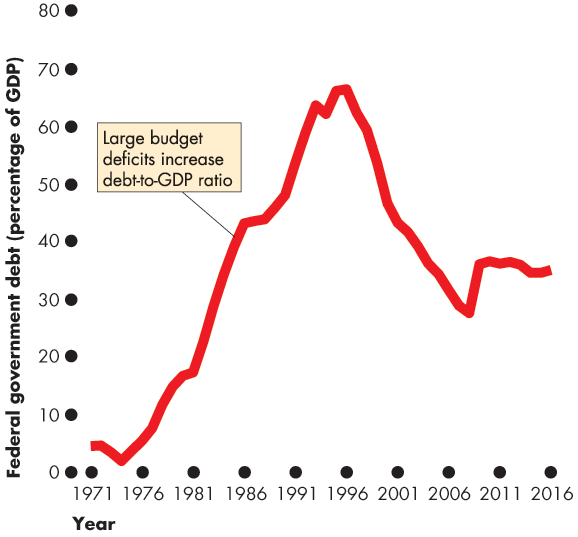 Federal government debt (percentage of GDP)
80
70
60
50
40
30
20
10
0
Large budget
deficits increase
debt-to-GDP ratio
1971 1976 1981 1986 1991 1996 2001 2006 2011 2016
Year